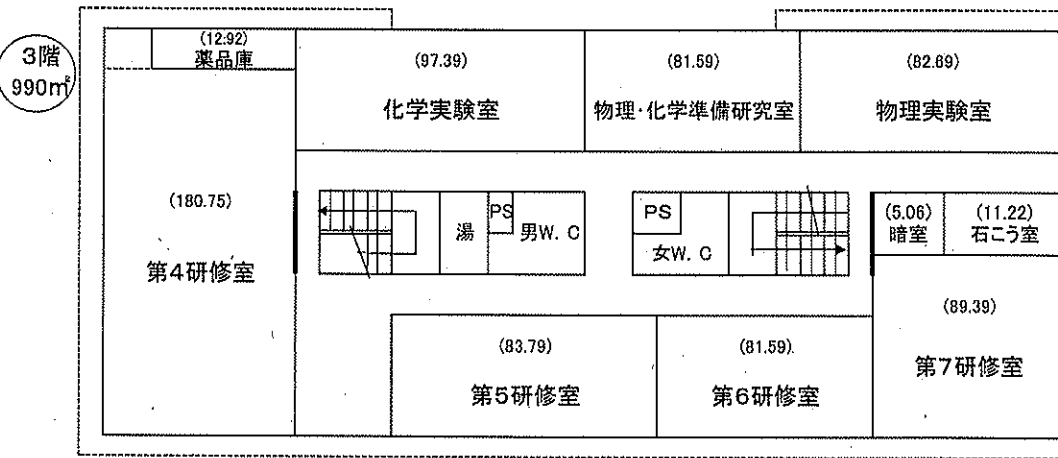 3階
990㎡
(12.92)
薬品庫
(97.39)
化学実験室
(81.59)
物理・化学準備研究室
(82.69)
物理実験室
(180.75)
第4研修室
湯
PS
男W.C
PS
女W.C
(5.06)
暗室
(11.22)
石こう室
(83.79)
第5研修室
(81.59)
第6研修室
(89.39)
第7研修室